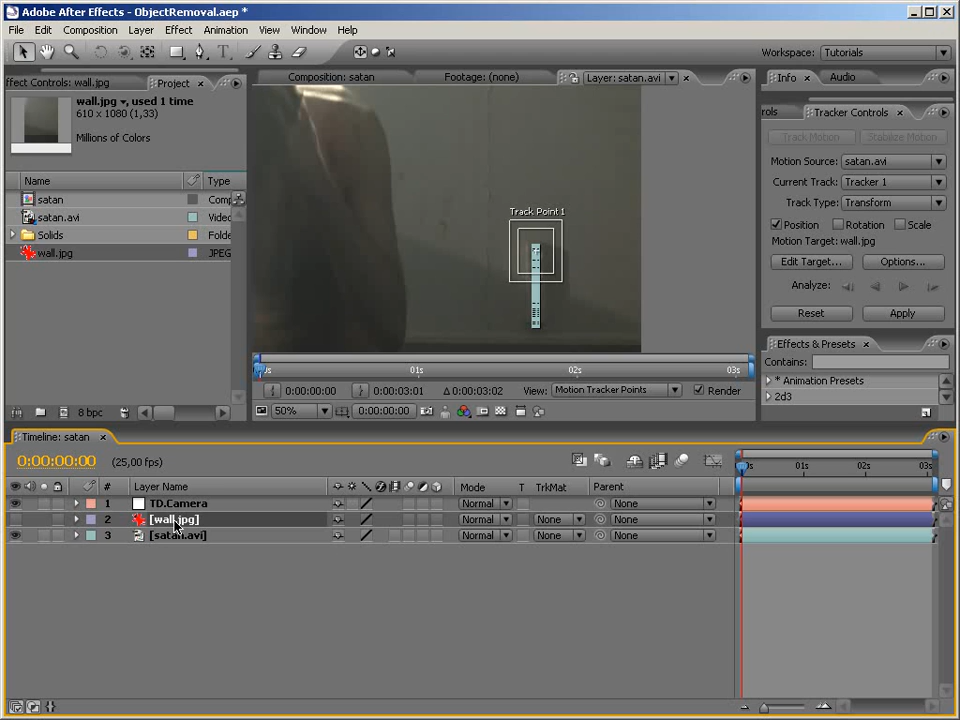 Adobe After Effects - ObjectRemoval.aep *
File Edit Composition Layer Effect Animation View Window Help
Workspace: Tutorials
ffect Controls: wall.jpg Project ×
Composition: satan
Footage: (none)
Layer: satan.avi
Info ×
Audio
wall.jpg, used 1 time
610 x 1080 (1,33)
Millions of Colors
rols
Tracker Controls ×
Track Motion
Stabilize Motion
Motion Source: satan.avi
Current Track: Tracker 1
Track Type: Transform
Position Rotation Scale
Motion Target: wall.jpg
Edit Target...
Options...
Analyze:
Reset
Apply
Name Type
satan Comp
satan.avi Video
Solids Folde
wall.jpg JPEG
Track Point 1
Effects & Presets ×
Contains:
* Animation Presets
2d3
01s 02s 03s
0:00:00:00 0:00:03:01 Δ 0:00:03:02 View: Motion Tracker Points Render
8 bpc
50% 0:00:00:00
Timeline: satan ×
0:00:00:00 (25,00 fps)
01s 02s 03s
# Layer Name Mode T TrkMat Parent
1 TD.Camera Normal None
2 [wall.jpg] Normal None None
3 [satan.avi] Normal None None